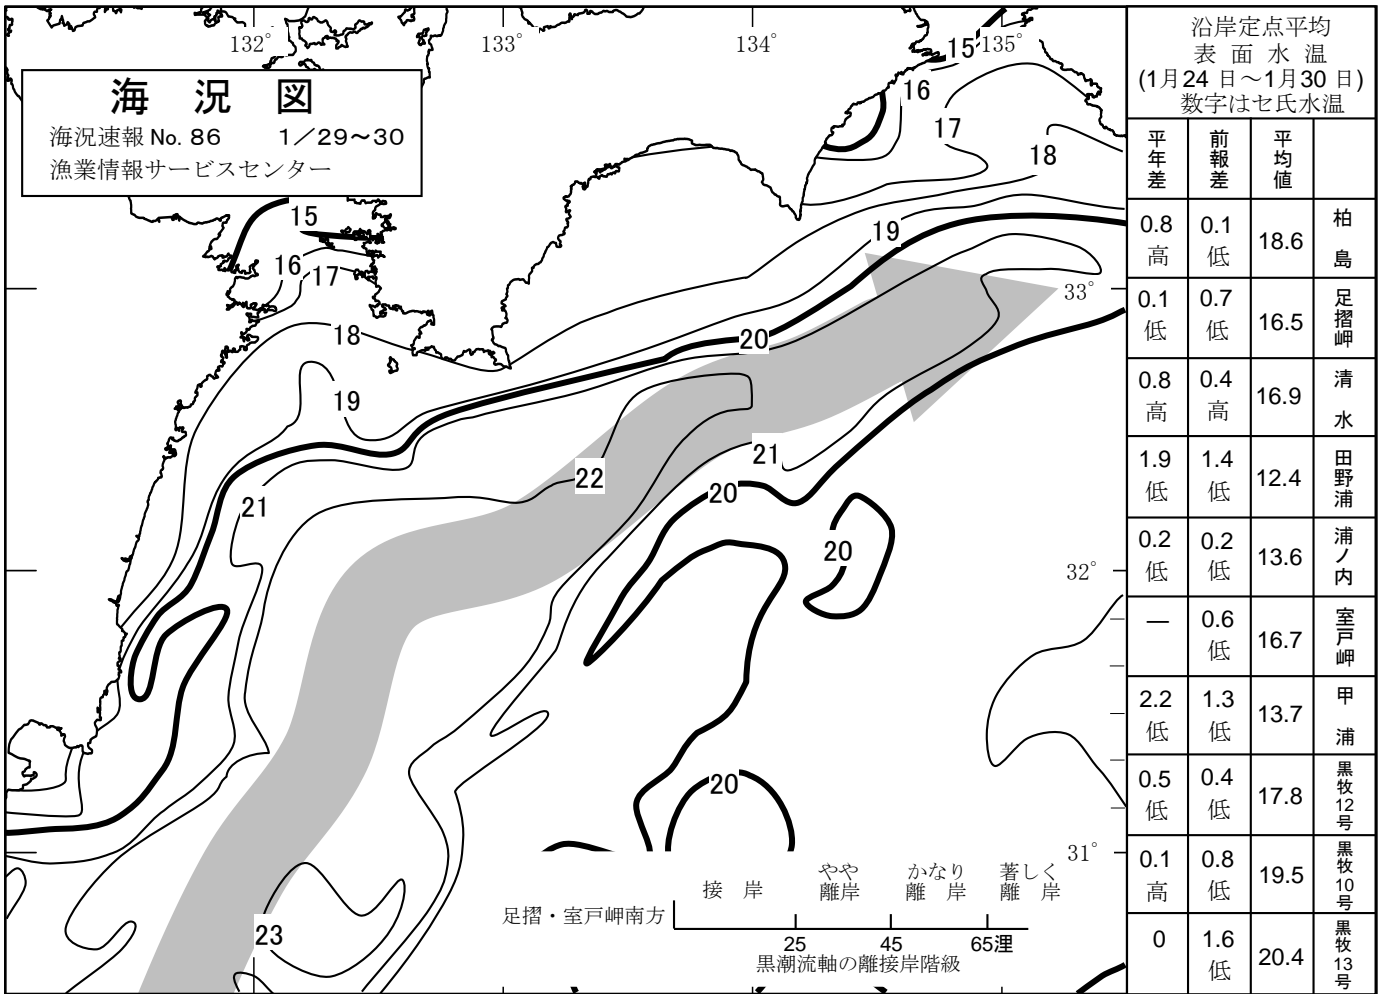 海 況 図
海況速報 No. 86 1/29~30
漁業情報サービスセンター
132°
133°
134°
135°
33°
32°
31°
15
16
17
18
19
20
15
16
17
18
19
21
22
21
20
20
20
23
接 岸
やや離岸
かなり離 岸
著しく離 岸
足摺・室戸岬南方
25 45 65浬
黒潮流軸の離接岸階級
沿岸定点平均
表 面 水 温
(1月24 日~1月30 日)
数字はセ氏水温
平年差 前報差 平均値
0.8高 0.1低 18.6 柏 島
0.1低 0.7低 16.5 足摺岬
0.8高 0.4高 16.9 清 水
1.9低 1.4低 12.4 田野浦
0.2低 0.2低 13.6 浦ノ内
— 0.6低 16.7 室戸岬
2.2低 1.3低 13.7 甲 浦
0.5低 0.4低 17.8 黒牧12号
0.1高 0.8低 19.5 黒牧10号
0 1.6低 20.4 黒牧13号